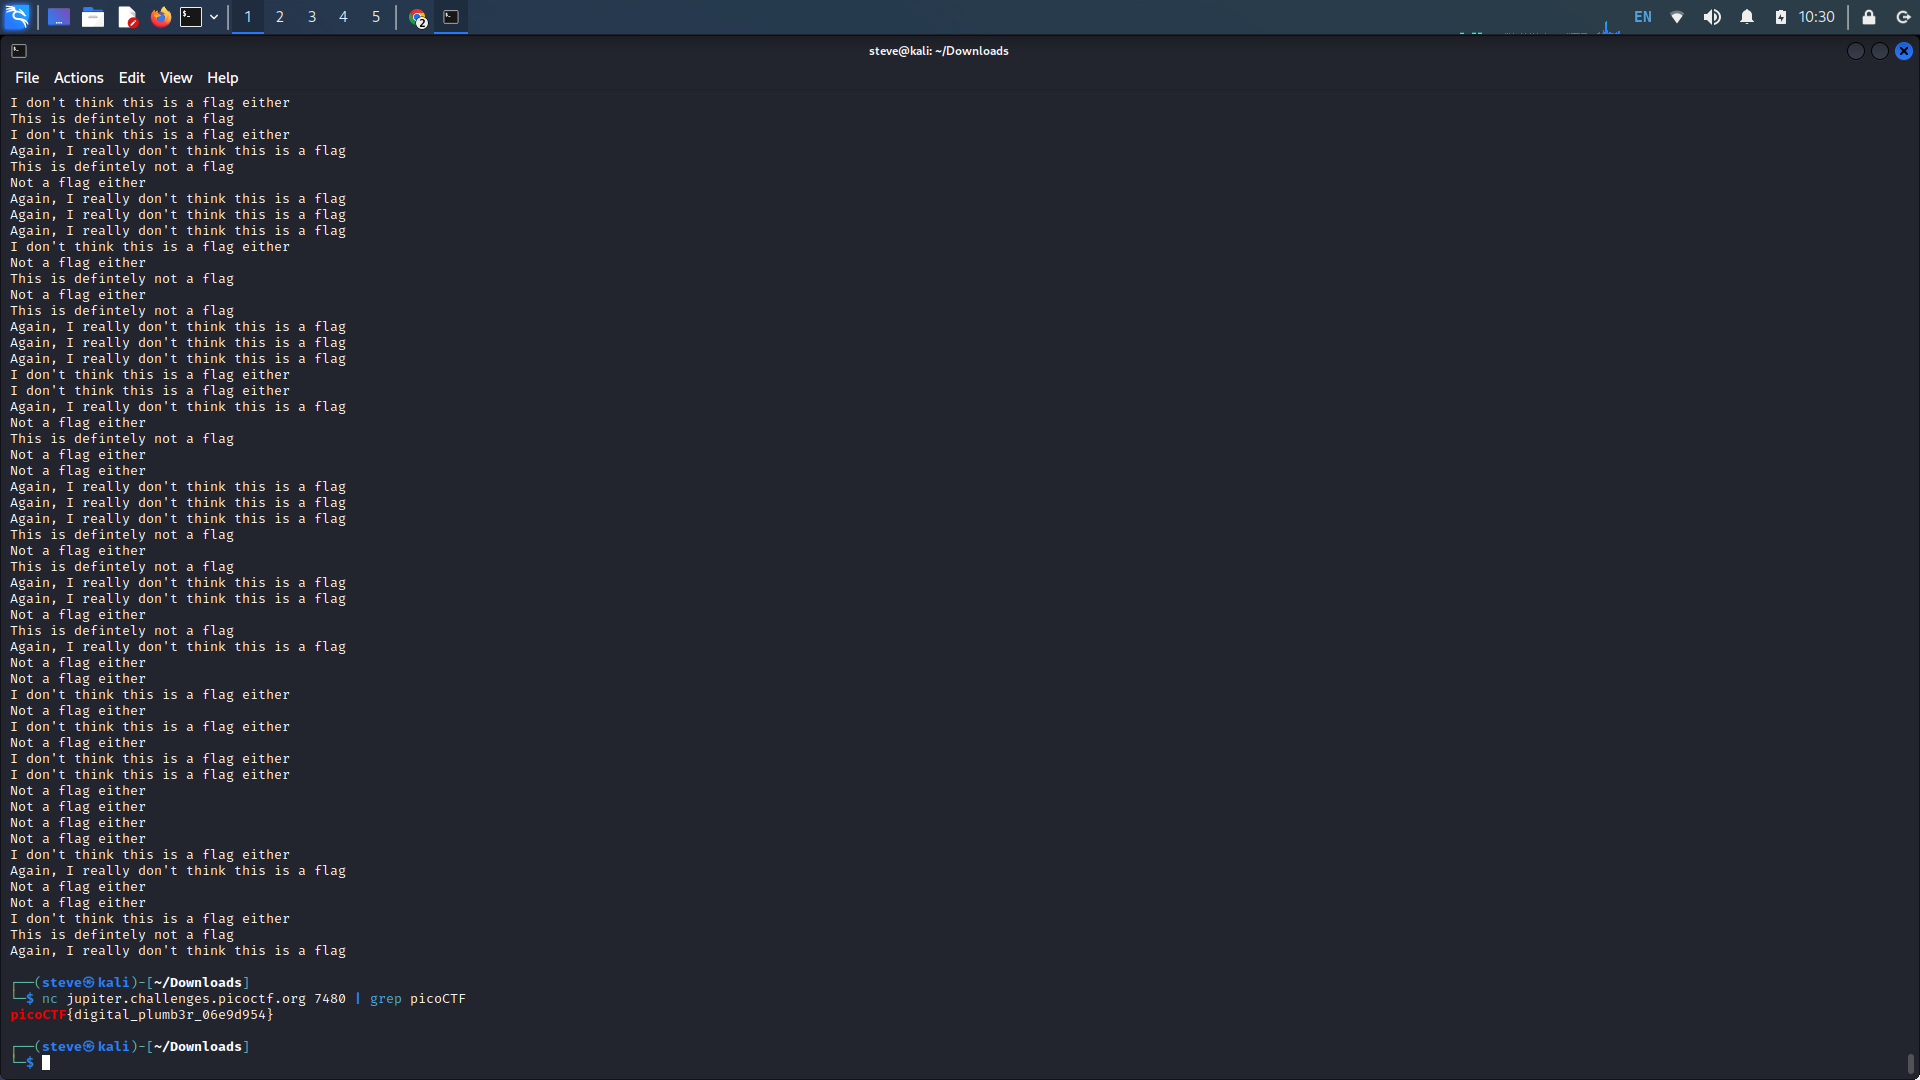 1 2 3 4 5 2 EN 10:30
steve@kali: ~/Downloads
File Actions Edit View Help
I don't think this is a flag either
This is defintely not a flag
I don't think this is a flag either
Again, I really don't think this is a flag
This is defintely not a flag
Not a flag either
Again, I really don't think this is a flag
Again, I really don't think this is a flag
Again, I really don't think this is a flag
I don't think this is a flag either
Not a flag either
This is defintely not a flag
Not a flag either
This is defintely not a flag
Again, I really don't think this is a flag
Again, I really don't think this is a flag
Again, I really don't think this is a flag
I don't think this is a flag either
I don't think this is a flag either
Again, I really don't think this is a flag
Not a flag either
This is defintely not a flag
Not a flag either
Not a flag either
Again, I really don't think this is a flag
Again, I really don't think this is a flag
Again, I really don't think this is a flag
This is defintely not a flag
Not a flag either
This is defintely not a flag
Again, I really don't think this is a flag
Again, I really don't think this is a flag
Not a flag either
This is defintely not a flag
Again, I really don't think this is a flag
Not a flag either
Not a flag either
I don't think this is a flag either
Not a flag either
I don't think this is a flag either
Not a flag either
I don't think this is a flag either
I don't think this is a flag either
Not a flag either
Not a flag either
Not a flag either
Not a flag either
I don't think this is a flag either
Again, I really don't think this is a flag
Not a flag either
Not a flag either
I don't think this is a flag either
This is defintely not a flag
Again, I really don't think this is a flag
┌──(steve㉿kali)-[~/Downloads]
└─$ nc jupiter.challenges.picoctf.org 7480 | grep picoCTF
picoCTF{digital_plumb3r_06e9d954}
┌──(steve㉿kali)-[~/Downloads]
└─$